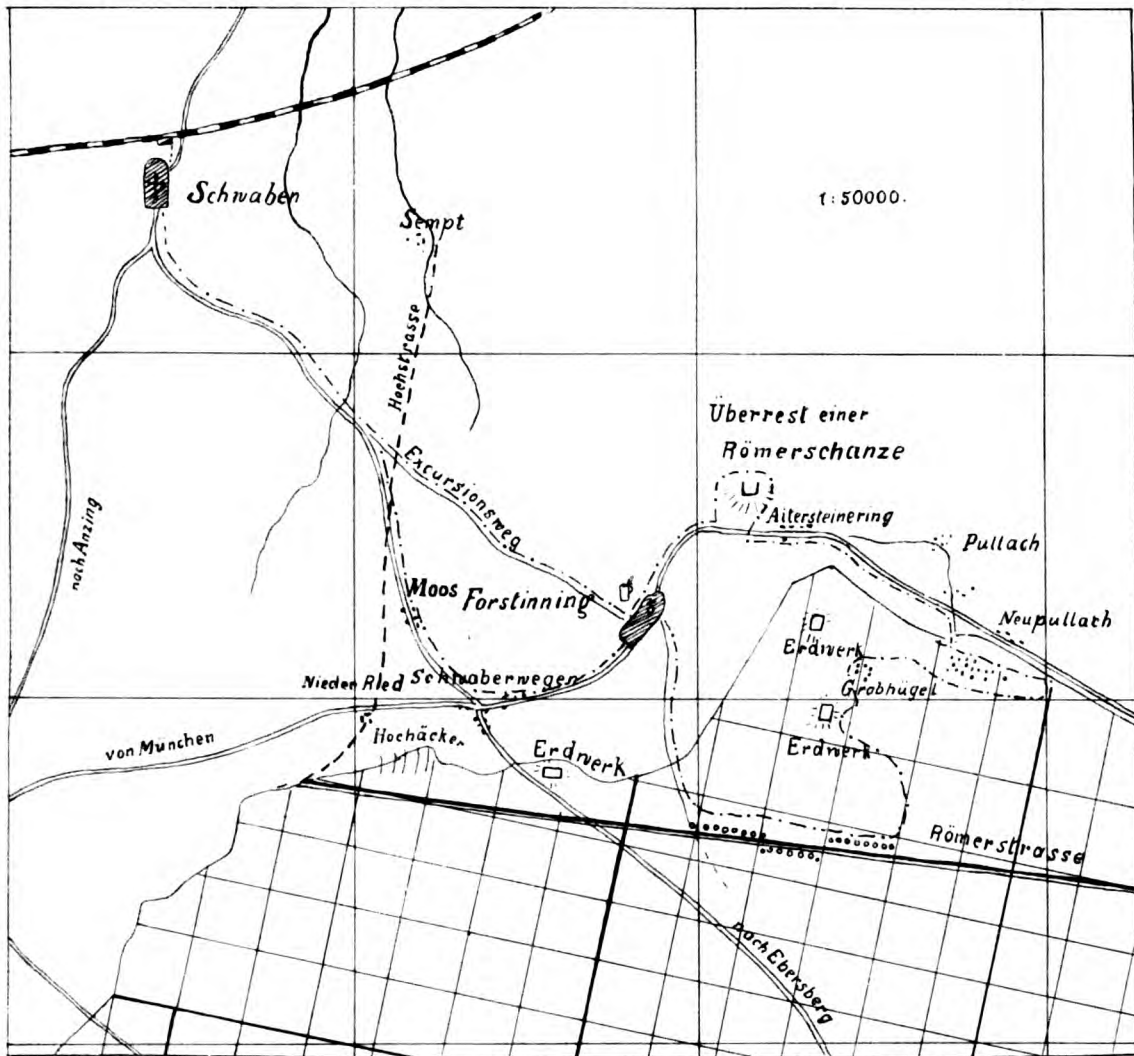 Schwaben
1:50000.
Sempt
Hochstrasse
Überrest einer
Römerschanze
Excursionsweg
Aitersteinering
nach Anzing
Pullach
Moos
Forstinning
Neupullach
Erdwerk
Schwaberwegen
Nieder Ried
Grabhügel
von München
Hochäcker
Erdwerk
Erdwerk
Römerstrasse
nach Ebersberg